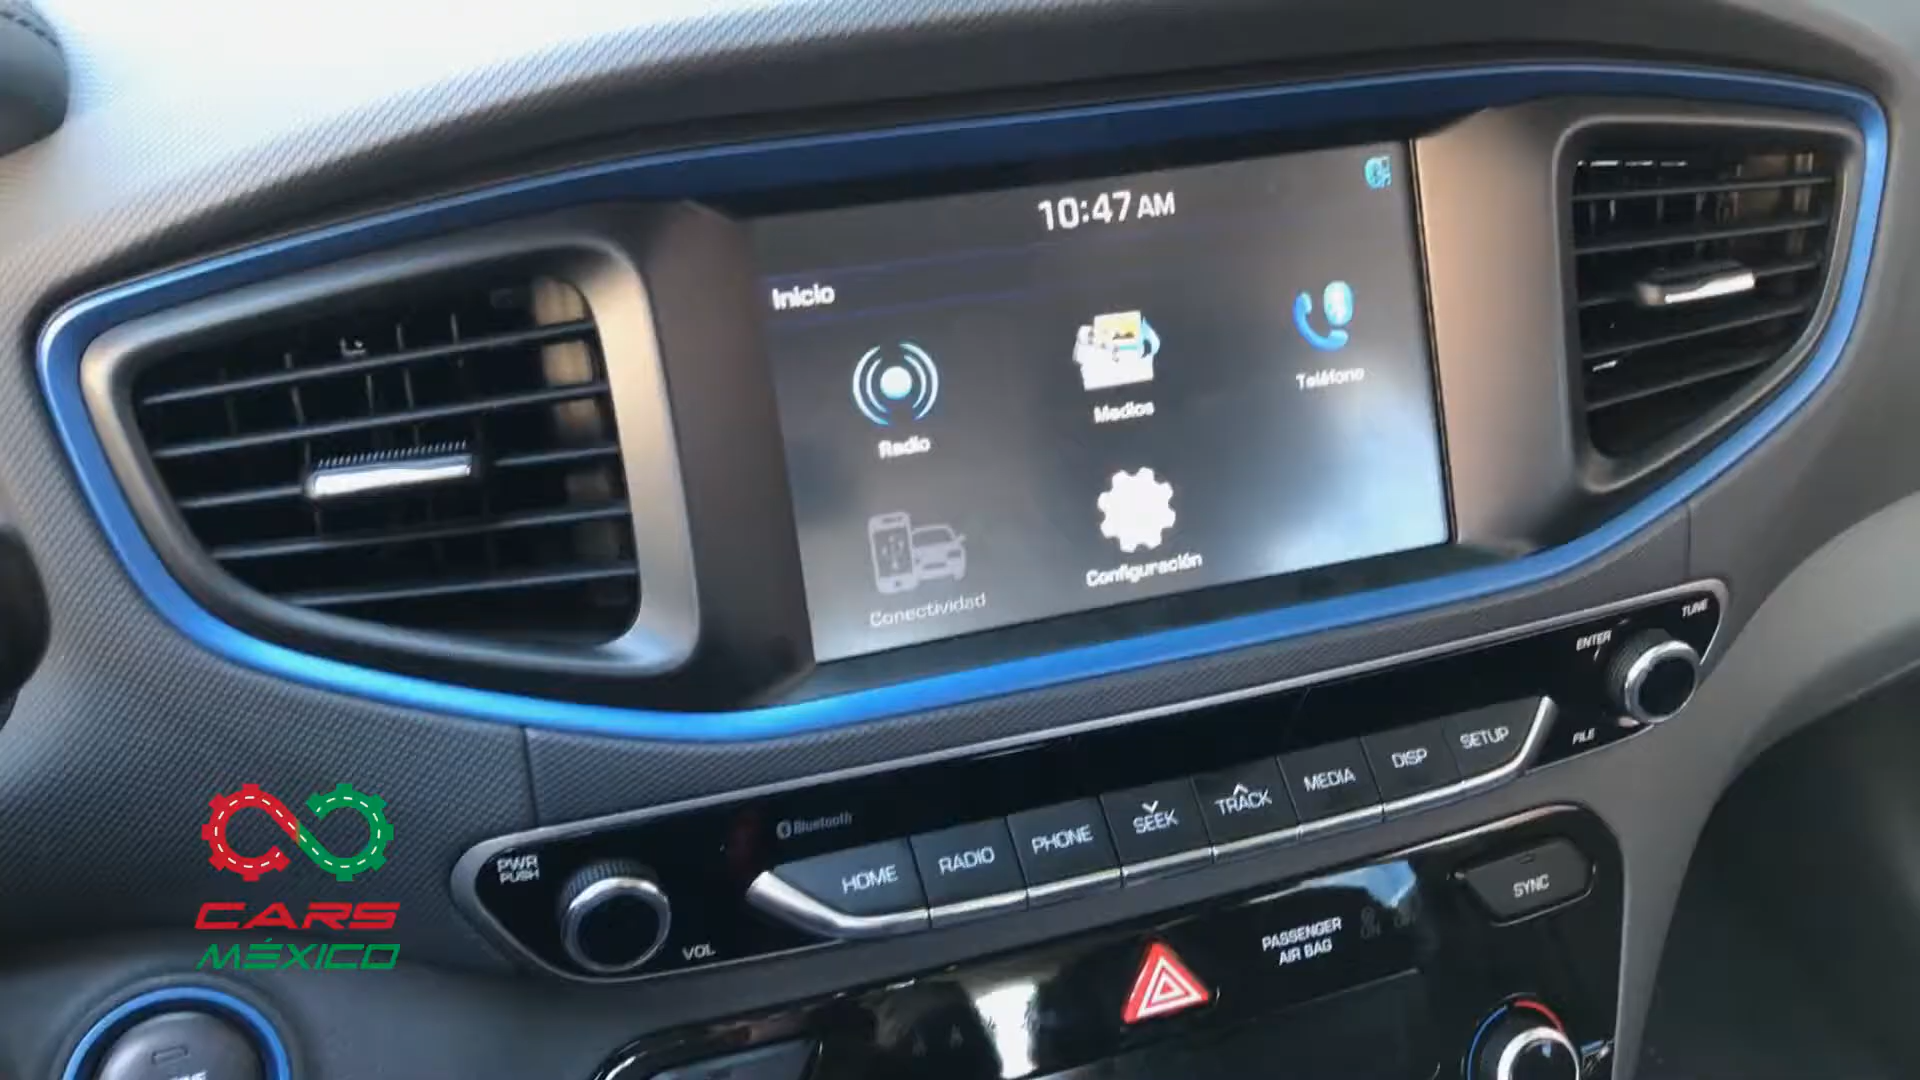 10:47 AM
Inicio
Radio
Medios
Teléfono
Conectividad
Configuración
TUNE
ENTER
FILE
Bluetooth
PWR
PUSH
VOL
HOME
RADIO
PHONE
SEEK
TRACK
MEDIA
DISP
SETUP
SYNC
PASSENGER
AIR BAG
CARS
MÉXICO